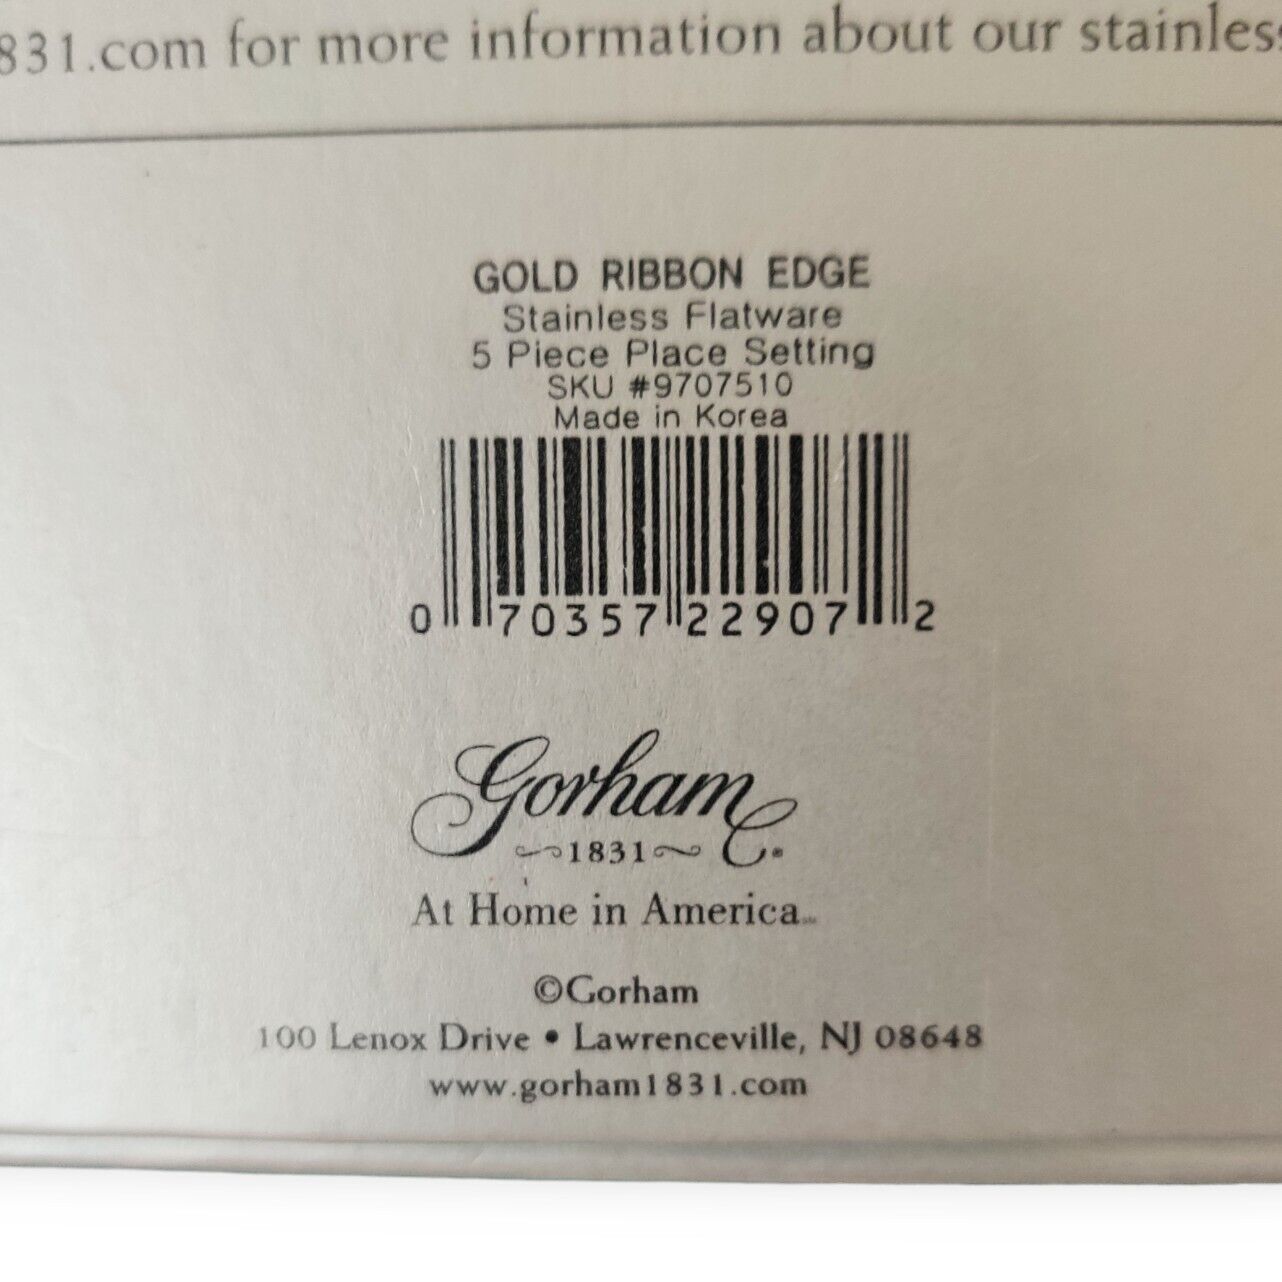 831.com for more information about our stainless
GOLD RIBBON EDGE
Stainless Flatware
5 Piece Place Setting
SKU #9707510
Made in Korea
0 70357 22907 2
Gorham®
1831
At Home in America℠
©Gorham
100 Lenox Drive • Lawrenceville, NJ 08648
www.gorham1831.com